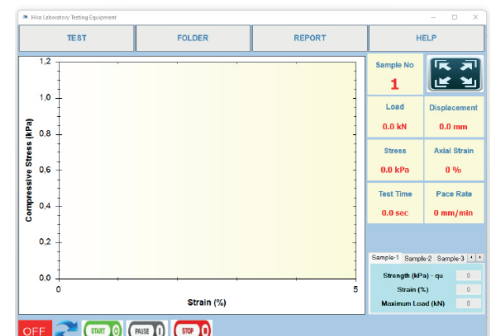 Hira Laboratory Testing Equipment
TEST FOLDER REPORT HELP
Sample No
1
Load Displacement
0.0 kN 0.0 mm
Stress Axial Strain
0.0 kPa 0 %
Test Time Pace Rate
0.0 sec 0 mm/min
Sample-1 Sample-2 Sample-3
Strength (kPa) - qu 0
Strain (%) 0
Maximum Load (kN) 0
Compressive Stress (kPa)
1,2
1,0
0,8
0,6
0,4
0,2
0,0
0 5
Strain (%)
OFF START PAUSE STOP